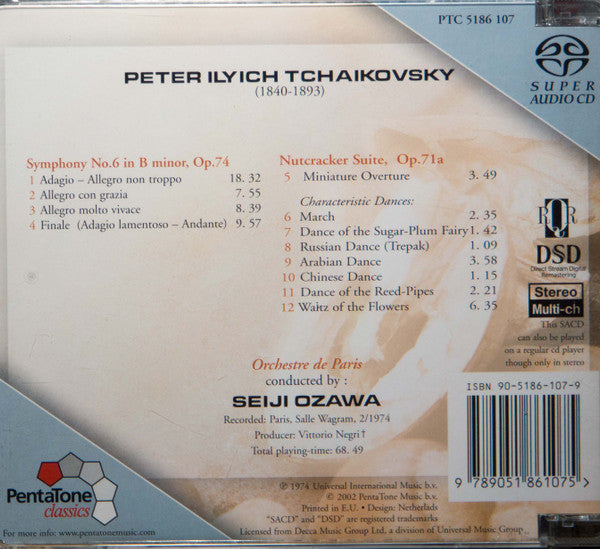 PTC 5186 107
SUPER
AUDIO CD
PETER ILYICH TCHAIKOVSKY
(1840-1893)
Symphony No.6 in B minor, Op.74
1 Adagio – Allegro non troppo 18. 32
2 Allegro con grazia 7. 55
3 Allegro molto vivace 8. 39
4 Finale (Adagio lamentoso – Andante) 9. 57
Nutcracker Suite, Op.71a
5 Miniature Overture 3. 49
Characteristic Dances:
6 March 2. 35
7 Dance of the Sugar-Plum Fairy 1. 42
8 Russian Dance (Trepak) 1. 09
9 Arabian Dance 3. 58
10 Chinese Dance 1. 15
11 Dance of the Reed-Pipes 2. 21
12 Waltz of the Flowers 6. 35
RQR
DSD
Direct Stream Digital
Remastering
Stereo
Multi-ch
This SACD
can also be played
on a regular cd player
though only in stereo
Orchestre de Paris
conducted by :
SEIJI OZAWA
Recorded: Paris, Salle Wagram, 2/1974
Producer: Vittorio Negri †
Total playing-time: 68. 49
ISBN 90-5186-107-9
9 789051 861075 >
PentaTone
classics
For more info: www.pentatonemusic.com
℗ 1974 Universal International Music b.v.
© 2002 PentaTone Music b.v.
Printed in E.U. • Design: Netherlads
"SACD" and "DSD" are registered trademarks
Licensed from Decca Music Group Ltd, a division of Universal Music Group